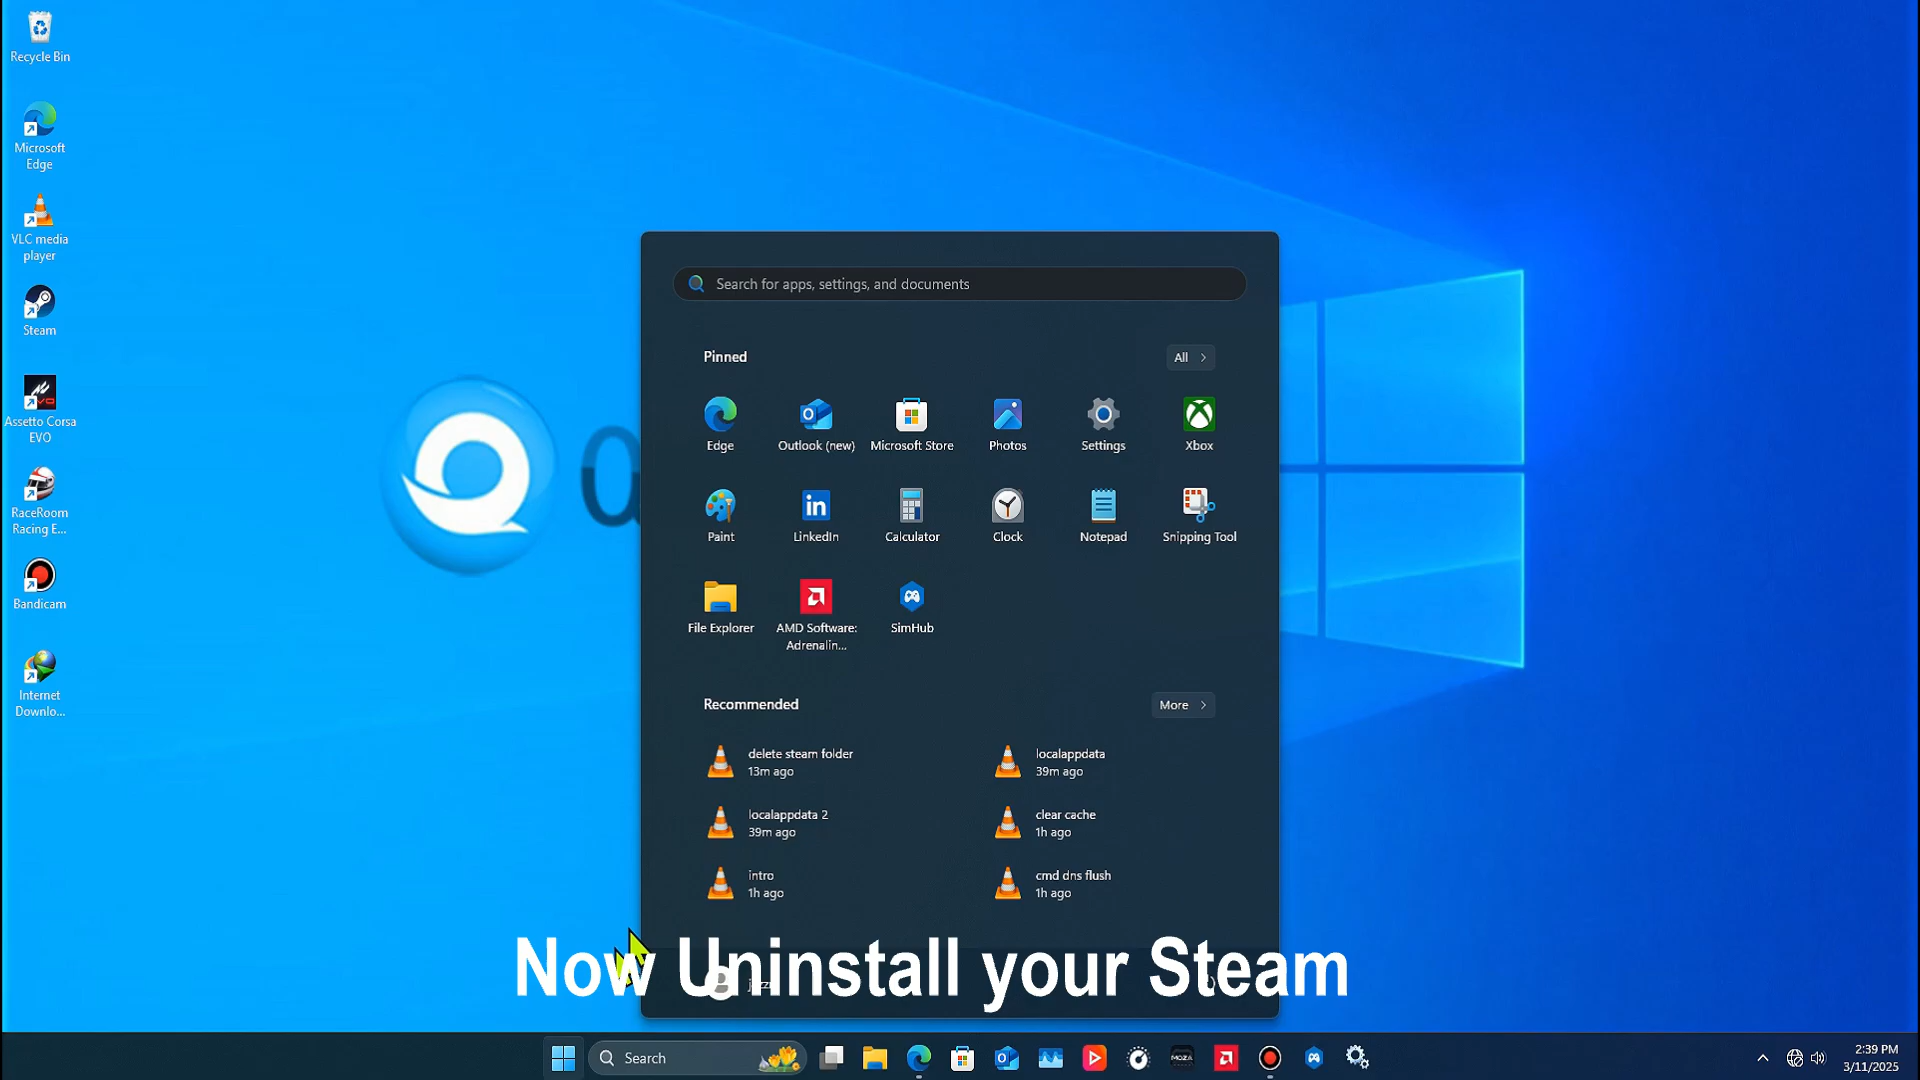 Recycle Bin
Microsoft
Edge
VLC media
player
Steam
Assetto Corsa
EVO
RaceRoom
Racing E...
Bandicam
Internet
Downlo...
Search for apps, settings, and documents
Pinned
All
Edge
Outlook (new)
Microsoft Store
Photos
Settings
Xbox
Paint
LinkedIn
Calculator
Clock
Notepad
Snipping Tool
File Explorer
AMD Software:
Adrenalin...
SimHub
Recommended
More
delete steam folder
13m ago
localappdata
39m ago
localappdata 2
39m ago
clear cache
1h ago
intro
1h ago
cmd dns flush
1h ago
Now Uninstall your Steam
Search
MOZA
2:39 PM
3/11/2025